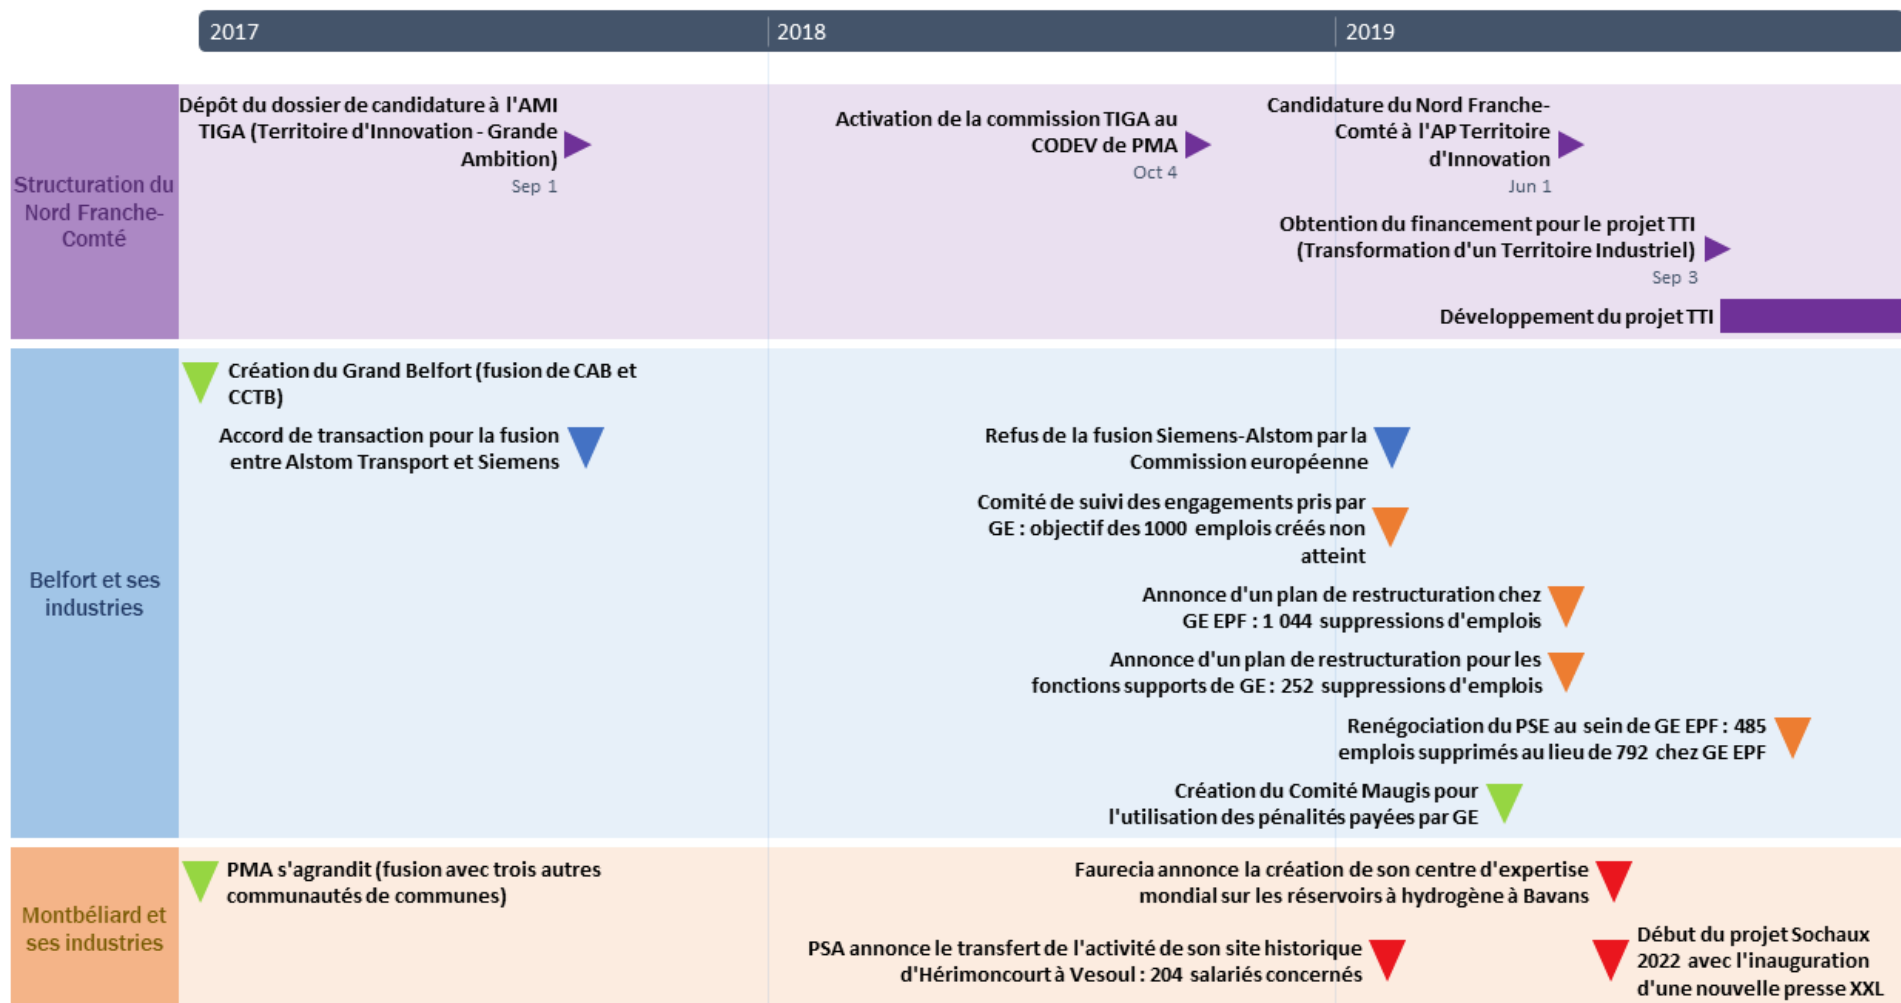 2017
2018
2019
Structuration du
Nord Franche-
Comté
Dépôt du dossier de candidature à l'AMI
TIGA (Territoire d'Innovation - Grande
Ambition)
Sep 1
Activation de la commission TIGA au
CODEV de PMA
Oct 4
Candidature du Nord Franche-
Comté à l'AP Territoire
d'Innovation
Jun 1
Obtention du financement pour le projet TTI
(Transformation d'un Territoire Industriel)
Sep 3
Développement du projet TTI
Belfort et ses
industries
Création du Grand Belfort (fusion de CAB et
CCTB)
Accord de transaction pour la fusion
entre Alstom Transport et Siemens
Refus de la fusion Siemens-Alstom par la
Commission européenne
Comité de suivi des engagements pris par
GE : objectif des 1000 emplois créés non
atteint
Annonce d'un plan de restructuration chez
GE EPF : 1 044 suppressions d'emplois
Annonce d'un plan de restructuration pour les
fonctions supports de GE : 252 suppressions d'emplois
Renégociation du PSE au sein de GE EPF : 485
emplois supprimés au lieu de 792 chez GE EPF
Création du Comité Maugis pour
l'utilisation des pénalités payées par GE
Montbéliard et
ses industries
PMA s'agrandit (fusion avec trois autres
communautés de communes)
Faurecia annonce la création de son centre d'expertise
mondial sur les réservoirs à hydrogène à Bavans
PSA annonce le transfert de l'activité de son site historique
d'Hérimoncourt à Vesoul : 204 salariés concernés
Début du projet Sochaux
2022 avec l'inauguration
d'une nouvelle presse XXL